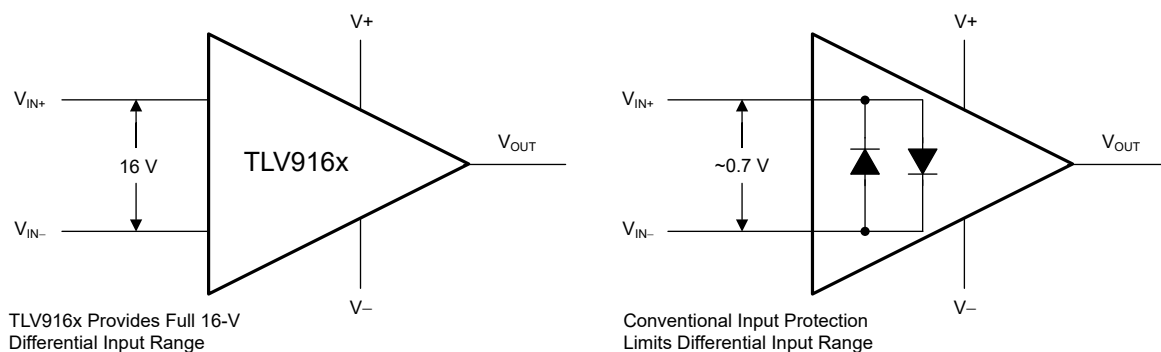 V+
V+
VIN+
VIN+
VOUT
VOUT
16 V
TLV916x
~0.7 V
VIN−
VIN−
V−
V−
TLV916x Provides Full 16-V
Differential Input Range
Conventional Input Protection
Limits Differential Input Range